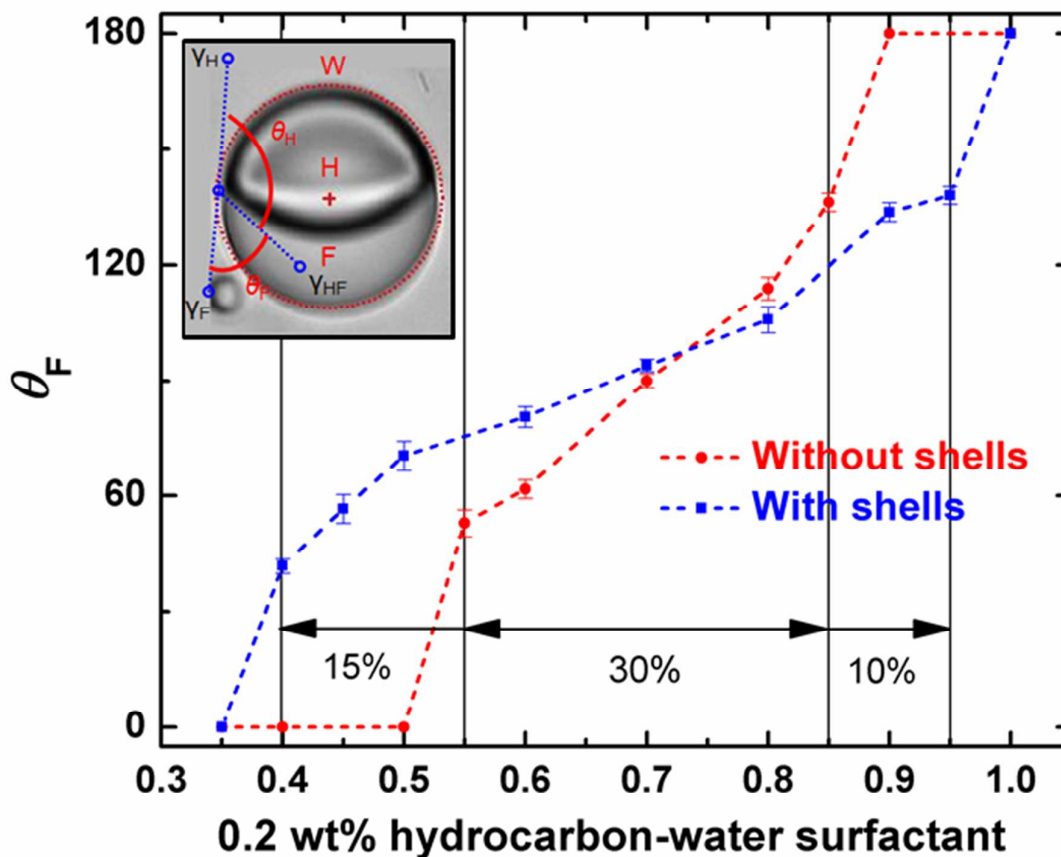 180
120
60
0
θF
γH
W
θH
H
F
γHF
θF
γF
Without shells
With shells
15%
30%
10%
0.3 0.4 0.5 0.6 0.7 0.8 0.9 1.0
0.2 wt% hydrocarbon-water surfactant